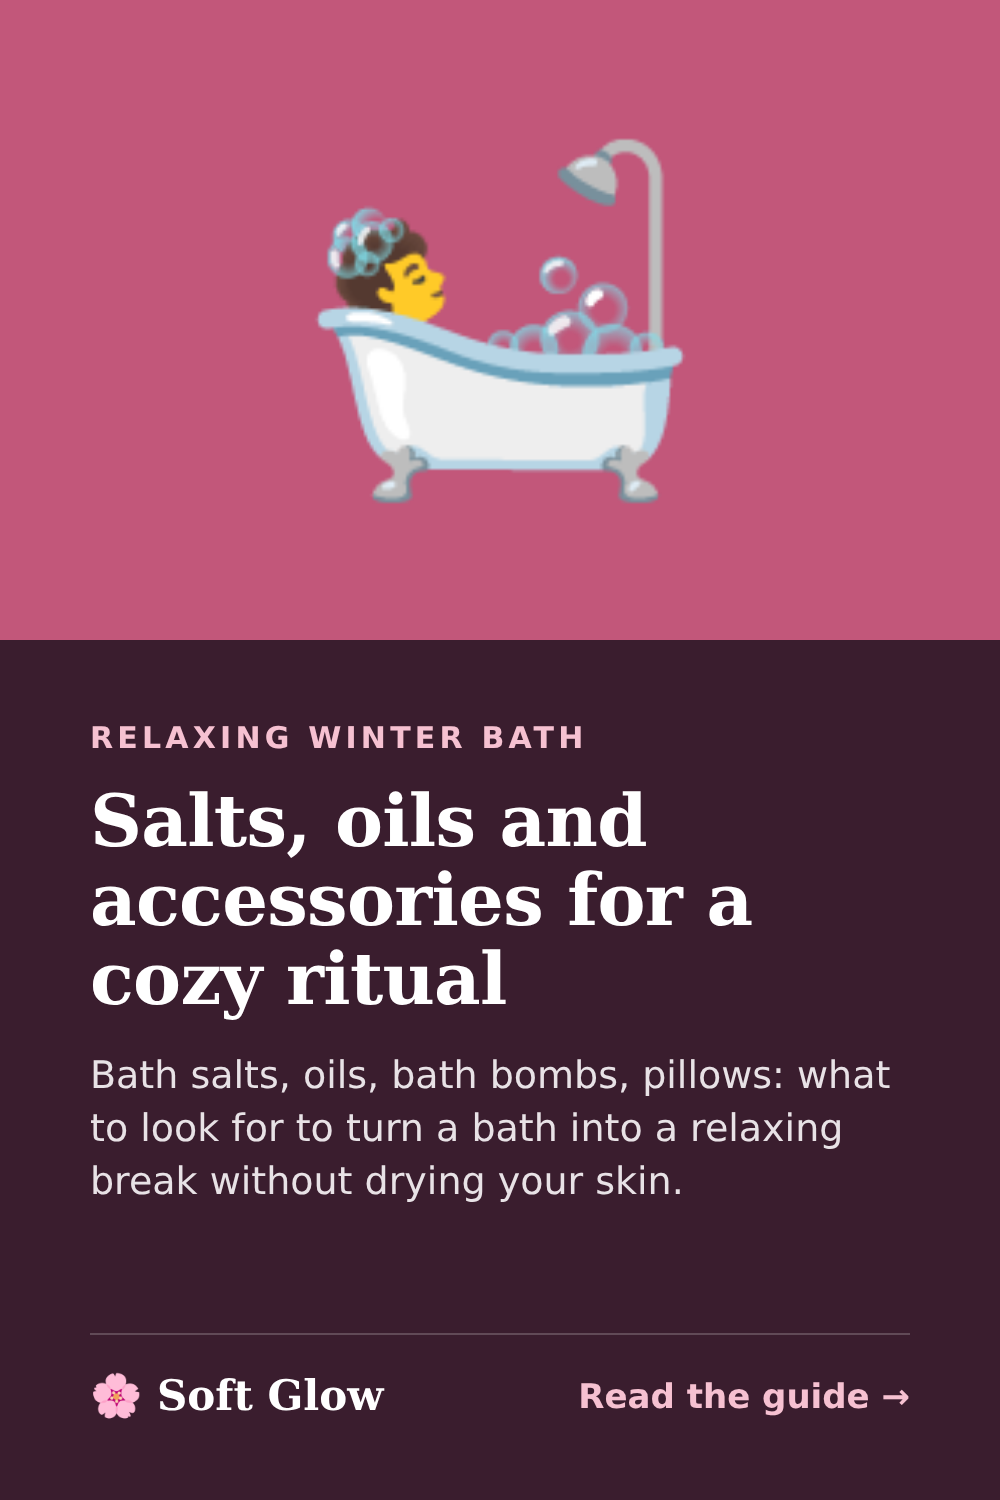 RELAXING WINTER BATH
Salts, oils and
accessories for a
cozy ritual
Bath salts, oils, bath bombs, pillows: what
to look for to turn a bath into a relaxing
break without drying your skin.
Soft Glow
Read the guide →